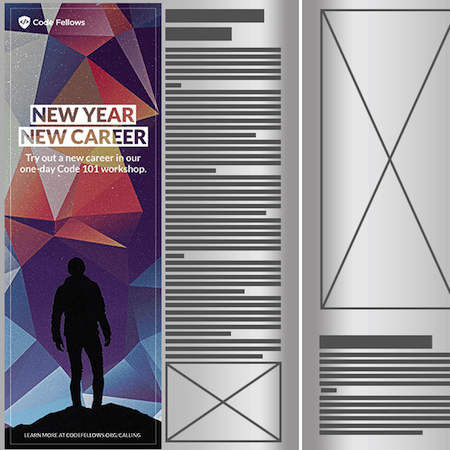 Code Fellows
NEW YEAR
NEW CAREER
Try out a new career in our
one-day Code 101 workshop.
LEARN MORE AT CODEFELLOWS.ORG/CALLING